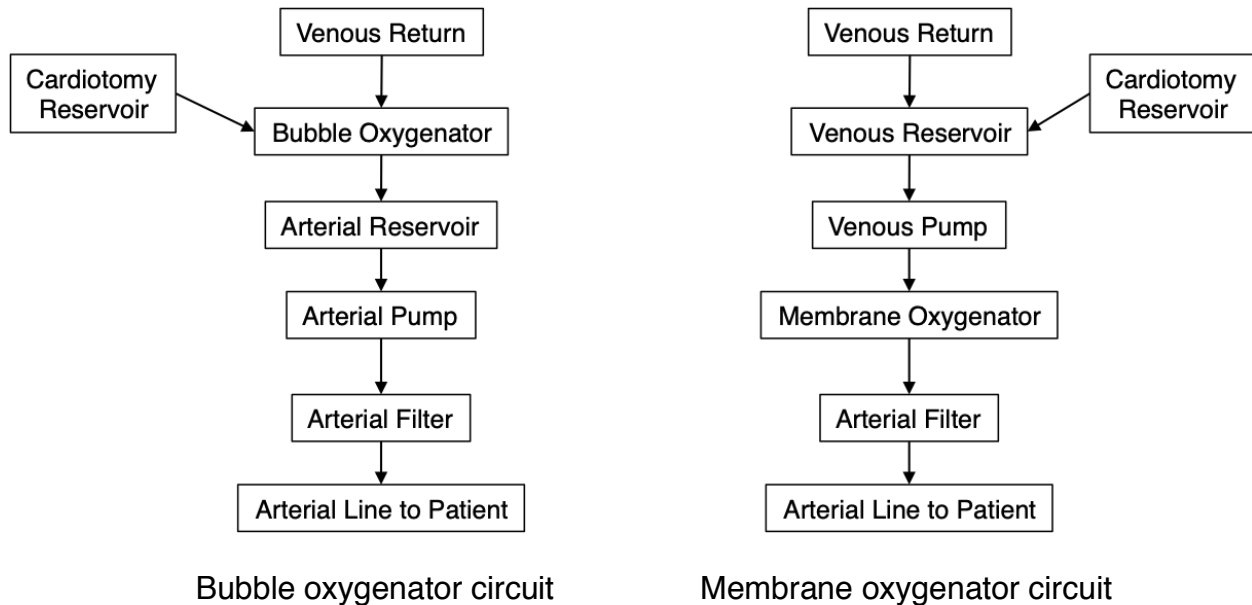 Venous Return
Cardiotomy
Reservoir
Bubble Oxygenator
Arterial Reservoir
Arterial Pump
Arterial Filter
Arterial Line to Patient
Bubble oxygenator circuit
Venous Return
Cardiotomy
Reservoir
Venous Reservoir
Venous Pump
Membrane Oxygenator
Arterial Filter
Arterial Line to Patient
Membrane oxygenator circuit